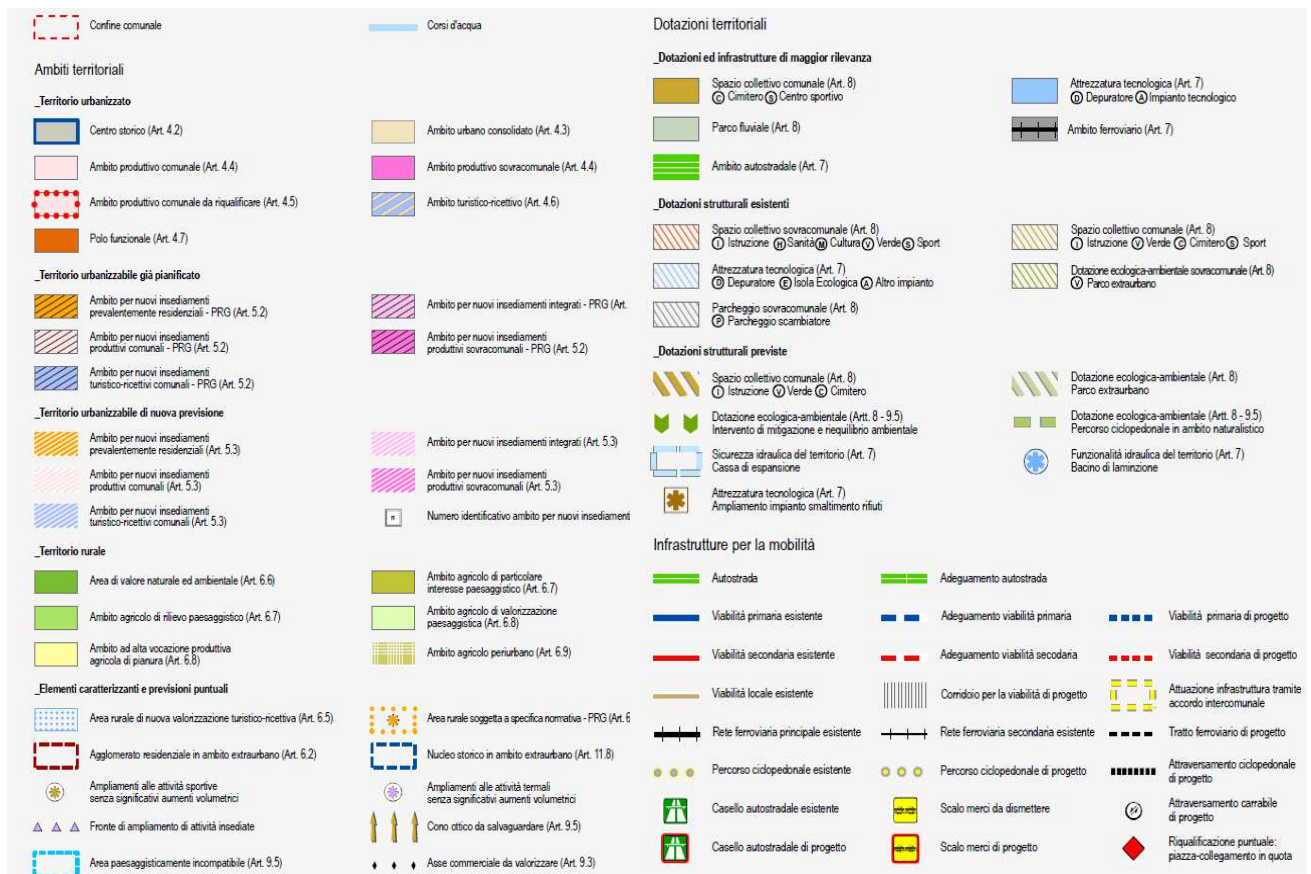 Confine comunale
Corsi d'acqua
Ambiti territoriali
_Territorio urbanizzato
Centro storico (Art. 4.2)
Ambito urbano consolidato (Art. 4.3)
Ambito produttivo comunale (Art. 4.4)
Ambito produttivo sovracomunale (Art. 4.4)
Ambito produttivo comunale da riqualificare (Art. 4.5)
Ambito turistico-ricettivo (Art. 4.6)
Polo funzionale (Art. 4.7)
_Territorio urbanizzabile già pianificato
Ambito per nuovi insediamenti
prevalentemente residenziali - PRG (Art. 5.2)
Ambito per nuovi insediamenti integrati - PRG (Art.
Ambito per nuovi insediamenti
produttivi comunali - PRG (Art. 5.2)
Ambito per nuovi insediamenti
produttivi sovracomunali - PRG (Art. 5.2)
Ambito per nuovi insediamenti
turistico-ricettivi comunali - PRG (Art. 5.2)
_Territorio urbanizzabile di nuova previsione
Ambito per nuovi insediamenti
prevalentemente residenziali (Art. 5.3)
Ambito per nuovi insediamenti integrati (Art. 5.3)
Ambito per nuovi insediamenti
produttivi comunali (Art. 5.3)
Ambito per nuovi insediamenti
produttivi sovracomunali (Art. 5.3)
Ambito per nuovi insediamenti
turistico-ricettivi comunali (Art. 5.3)
n Numero identificativo ambito per nuovi insediament
_Territorio rurale
Area di valore naturale ed ambientale (Art. 6.6)
Ambito agricolo di particolare
interesse paesaggistico (Art. 6.7)
Ambito agricolo di rilievo paesaggistico (Art. 6.7)
Ambito agricolo di valorizzazione
paesaggistica (Art. 6.8)
Ambito ad alta vocazione produttiva
agricola di pianura (Art. 6.8)
Ambito agricolo periurbano (Art. 6.9)
_Elementi caratterizzanti e previsioni puntuali
Area rurale di nuova valorizzazione turistico-ricettiva (Art. 6.5)
Area rurale soggetta a specifica normativa - PRG (Art. 6
Agglomerato residenziale in ambito extraurbano (Art. 6.2)
Nucleo storico in ambito extraurbano (Art. 11.8)
Ampliamenti alle attività sportive
senza significativi aumenti volumetrici
Ampliamenti alle attività termali
senza significativi aumenti volumetrici
Fronte di ampliamento di attività insediate
Cono ottico da salvaguardare (Art. 9.5)
Area paesaggisticamente incompatibile (Art. 9.5)
Asse commerciale da valorizzare (Art. 9.3)
Dotazioni territoriali
_Dotazioni ed infrastrutture di maggior rilevanza
Spazio collettivo comunale (Art. 8)
C Cimitero S Centro sportivo
Attrezzatura tecnologica (Art. 7)
D Depuratore A Impianto tecnologico
Parco fluviale (Art. 8)
Ambito ferroviario (Art. 7)
Ambito autostradale (Art. 7)
_Dotazioni strutturali esistenti
Spazio collettivo sovracomunale (Art. 8)
I Istruzione H Sanità M Cultura V Verde S Sport
Spazio collettivo comunale (Art. 8)
I Istruzione V Verde C Cimitero S Sport
Attrezzatura tecnologica (Art. 7)
D Depuratore E Isola Ecologica A Altro impianto
Dotazione ecologica-ambientale sovracomunale (Art. 8)
V Parco extraurbano
Parcheggio sovracomunale (Art. 8)
P Parcheggio scambiatore
_Dotazioni strutturali previste
Spazio collettivo comunale (Art. 8)
I Istruzione V Verde C Cimitero
Dotazione ecologica-ambientale (Art. 8)
Parco extraurbano
Dotazione ecologica-ambientale (Artt. 8 - 9.5)
Intervento di mitigazione e riequilibrio ambientale
Dotazione ecologica-ambientale (Artt. 8 - 9.5)
Percorso ciclopedonale in ambito naturalistico
Sicurezza idraulica del territorio (Art. 7)
Cassa di espansione
Funzionalità idraulica del territorio (Art. 7)
Bacino di laminzione
Attrezzatura tecnologica (Art. 7)
Ampliamento impianto smaltimento rifiuti
Infrastrutture per la mobilità
Autostrada
Adeguamento autostrada
Viabilità primaria esistente
Adeguamento viabilità primaria
Viabilità primaria di progetto
Viabilità secondaria esistente
Adeguamento viabilità secodaria
Viabilità secondaria di progetto
Viabilità locale esistente
Corridoio per la viabilità di progetto
Attuazione infrastruttura tramite
accordo intercomunale
Rete ferroviaria principale esistente
Rete ferroviaria secondaria esistente
Tratto ferroviario di progetto
Percorso ciclopedonale esistente
Percorso ciclopedonale di progetto
Attraversamento ciclopedonale
di progetto
Casello autostradale esistente
Scalo merci da dismettere
Attraversamento carrabile
di progetto
Casello autostradale di progetto
Scalo merci di progetto
Riqualificazione puntuale:
piazza-collegamento in quota